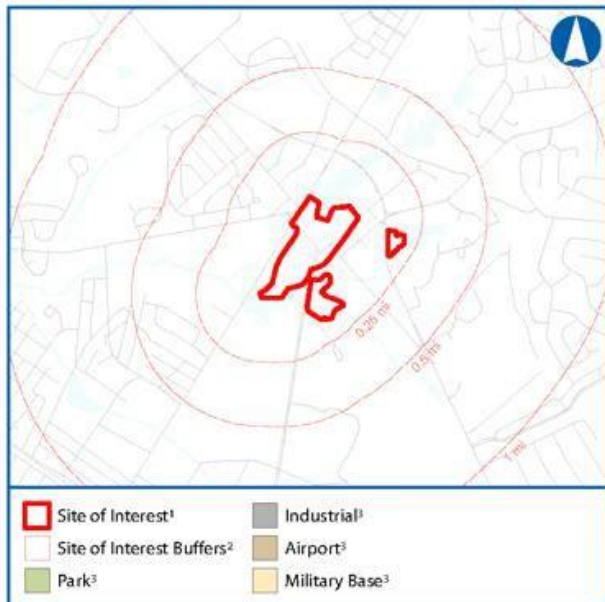 0.25 mi
0.5 mi
1 mi
Site of Interest¹
Site of Interest Buffers²
Park³
Industrial³
Airport³
Military Base³